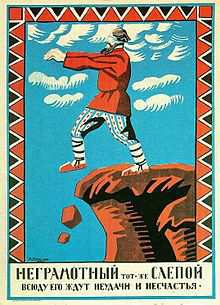 НЕГРАМОТНЫЙ ТОТ-ЖЕ СЛЕПОЙ
ВСЮДУ ЕГО ЖДУТ НЕУДАЧИ И НЕСЧАСТЬЯ.